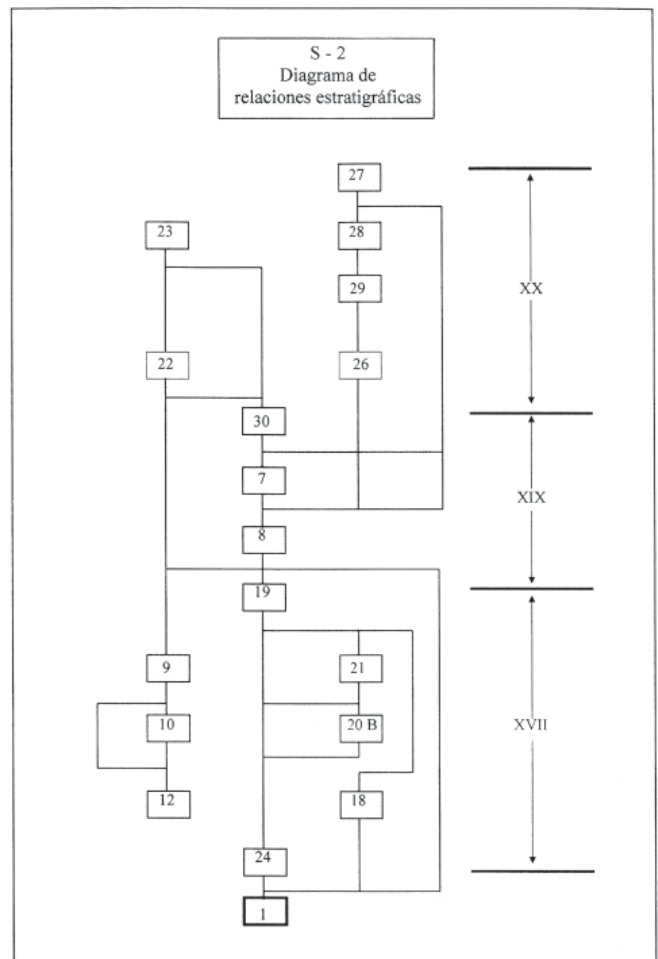 S - 2
Diagrama de
relaciones estratigráficas
27
23
28
29
XX
22
26
30
7
XIX
8
19
9
21
10
20 B
XVII
12
18
24
1